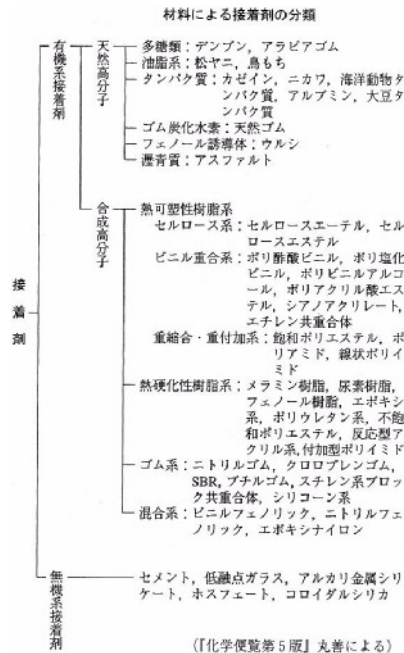 材料による接着剤の分類
接着剤
有機系接着剤
天然高分子
多糖類：デンプン，アラビアゴム
油脂系：松ヤニ，鳥もち
タンパク質：カゼイン，ニカワ，海洋動物タ
ンパク質，アルブミン，大豆タ
ンパク質
ゴム炭化水素：天然ゴム
フェノール誘導体：ウルシ
瀝青質：アスファルト
合成高分子
熱可塑性樹脂系
セルロース系：セルロースエーテル，セル
ロースエステル
ビニル重合系：ポリ酢酸ビニル，ポリ塩化
ビニル，ポリビニルアルコ
ール，ポリアクリル酸エス
テル，シアノアクリレート，
エチレン共重合体
重縮合・重付加系：飽和ポリエステル，ポ
リアミド，線状ポリイ
ミド
熱硬化性樹脂系：メラミン樹脂，尿素樹脂，
フェノール樹脂，エポキシ
系，ポリウレタン系，不飽
和ポリエステル，反応型ア
クリル系，付加型ポリイミド
ゴム系：ニトリルゴム，クロロプレンゴム，
SBR，ブチルゴム，スチレン系ブロッ
ク共重合体，シリコーン系
混合系：ビニルフェノリック，ニトリルフェ
ノリック，エポキシナイロン
無機系接着剤
セメント，低融点ガラス，アルカリ金属シリ
ケート，ホスフェート，コロイダルシリカ
（『化学便覧第5版』丸善による）